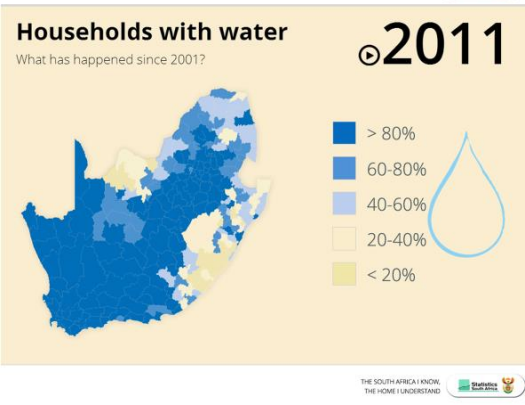 Households with water
What has happened since 2001?
2011
> 80%
60-80%
40-60%
20-40%
< 20%
THE SOUTH AFRICA I KNOW,
THE HOME I UNDERSTAND
Statistics
South Africa